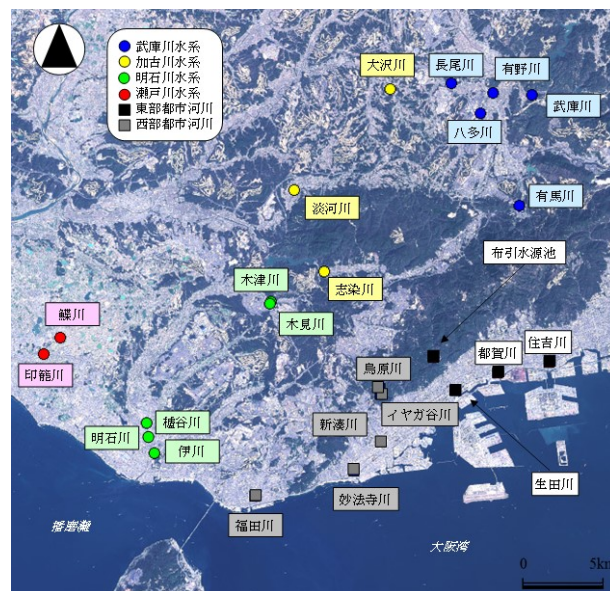 武庫川水系
加古川水系
明石川水系
瀬戸川水系
東部都市河川
西部都市河川
大沢川
長尾川
有野川
武庫川
八多川
淡河川
有馬川
布引水源池
木津川
志染川
木見川
鰈川
印籠川
烏原川
都賀川
住吉川
イヤガ谷川
新湊川
櫨谷川
明石川
伊川
生田川
妙法寺川
福田川
播磨灘
大阪湾
0
5km